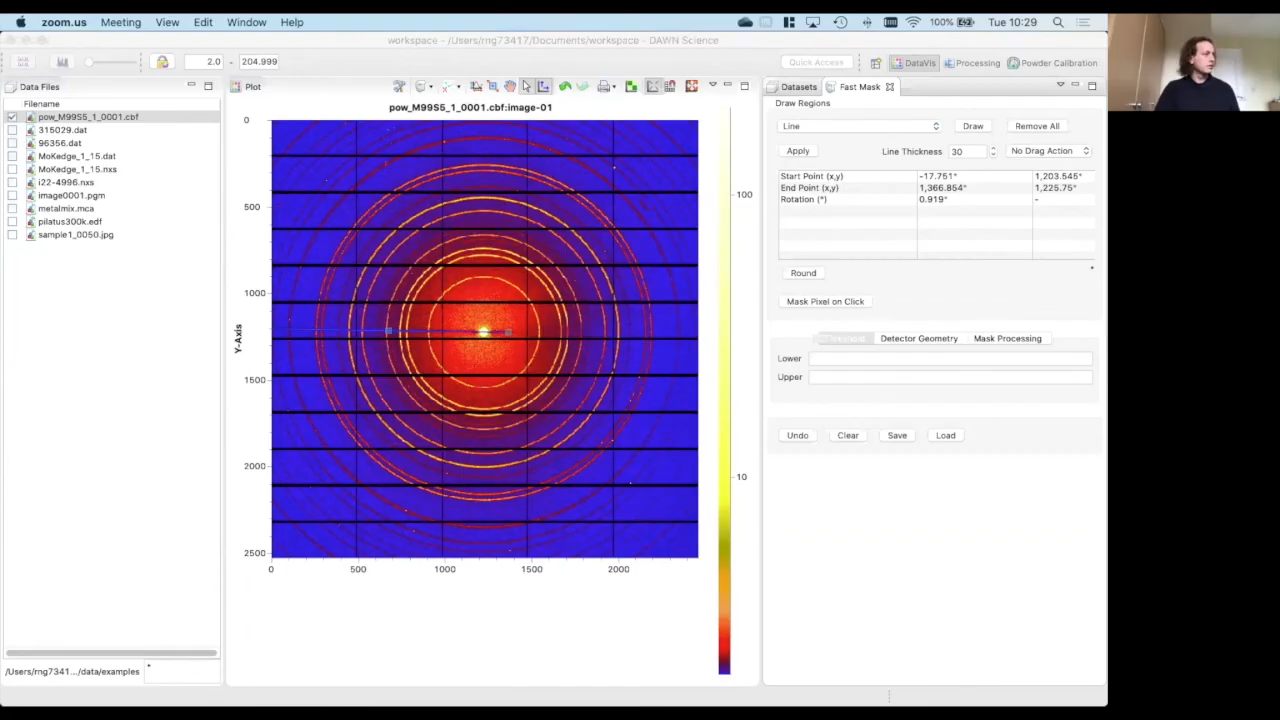 zoom.us Meeting View Edit Window Help 100% Tue 10:29
workspace - /Users/rng73417/Documents/workspace - DAWN Science
2.0 - 204.999 Quick Access DataVis Processing Powder Calibration
Data Files Plot Datasets Fast Mask
Filename
pow_M99S5_1_0001.cbf
315029.dat
96356.dat
MoKedge_1_15.dat
MoKedge_1_15.nxs
i22-4996.nxs
image0001.pgm
metalmix.mca
pilatus300k.edf
sample1_0050.jpg
/Users/rng7341.../data/examples
pow_M99S5_1_0001.cbf:image-01
0
500
1000
1500
2000
2500
Y-Axis
0 500 1000 1500 2000
100
10
Draw Regions
Line Draw Remove All
Apply Line Thickness 30 No Drag Action
Start Point (x,y) -17.751° 1,203.545°
End Point (x,y) 1,366.854° 1,225.75°
Rotation (°) 0.919° -
Round
Mask Pixel on Click
Threshold Detector Geometry Mask Processing
Lower
Upper
Undo Clear Save Load